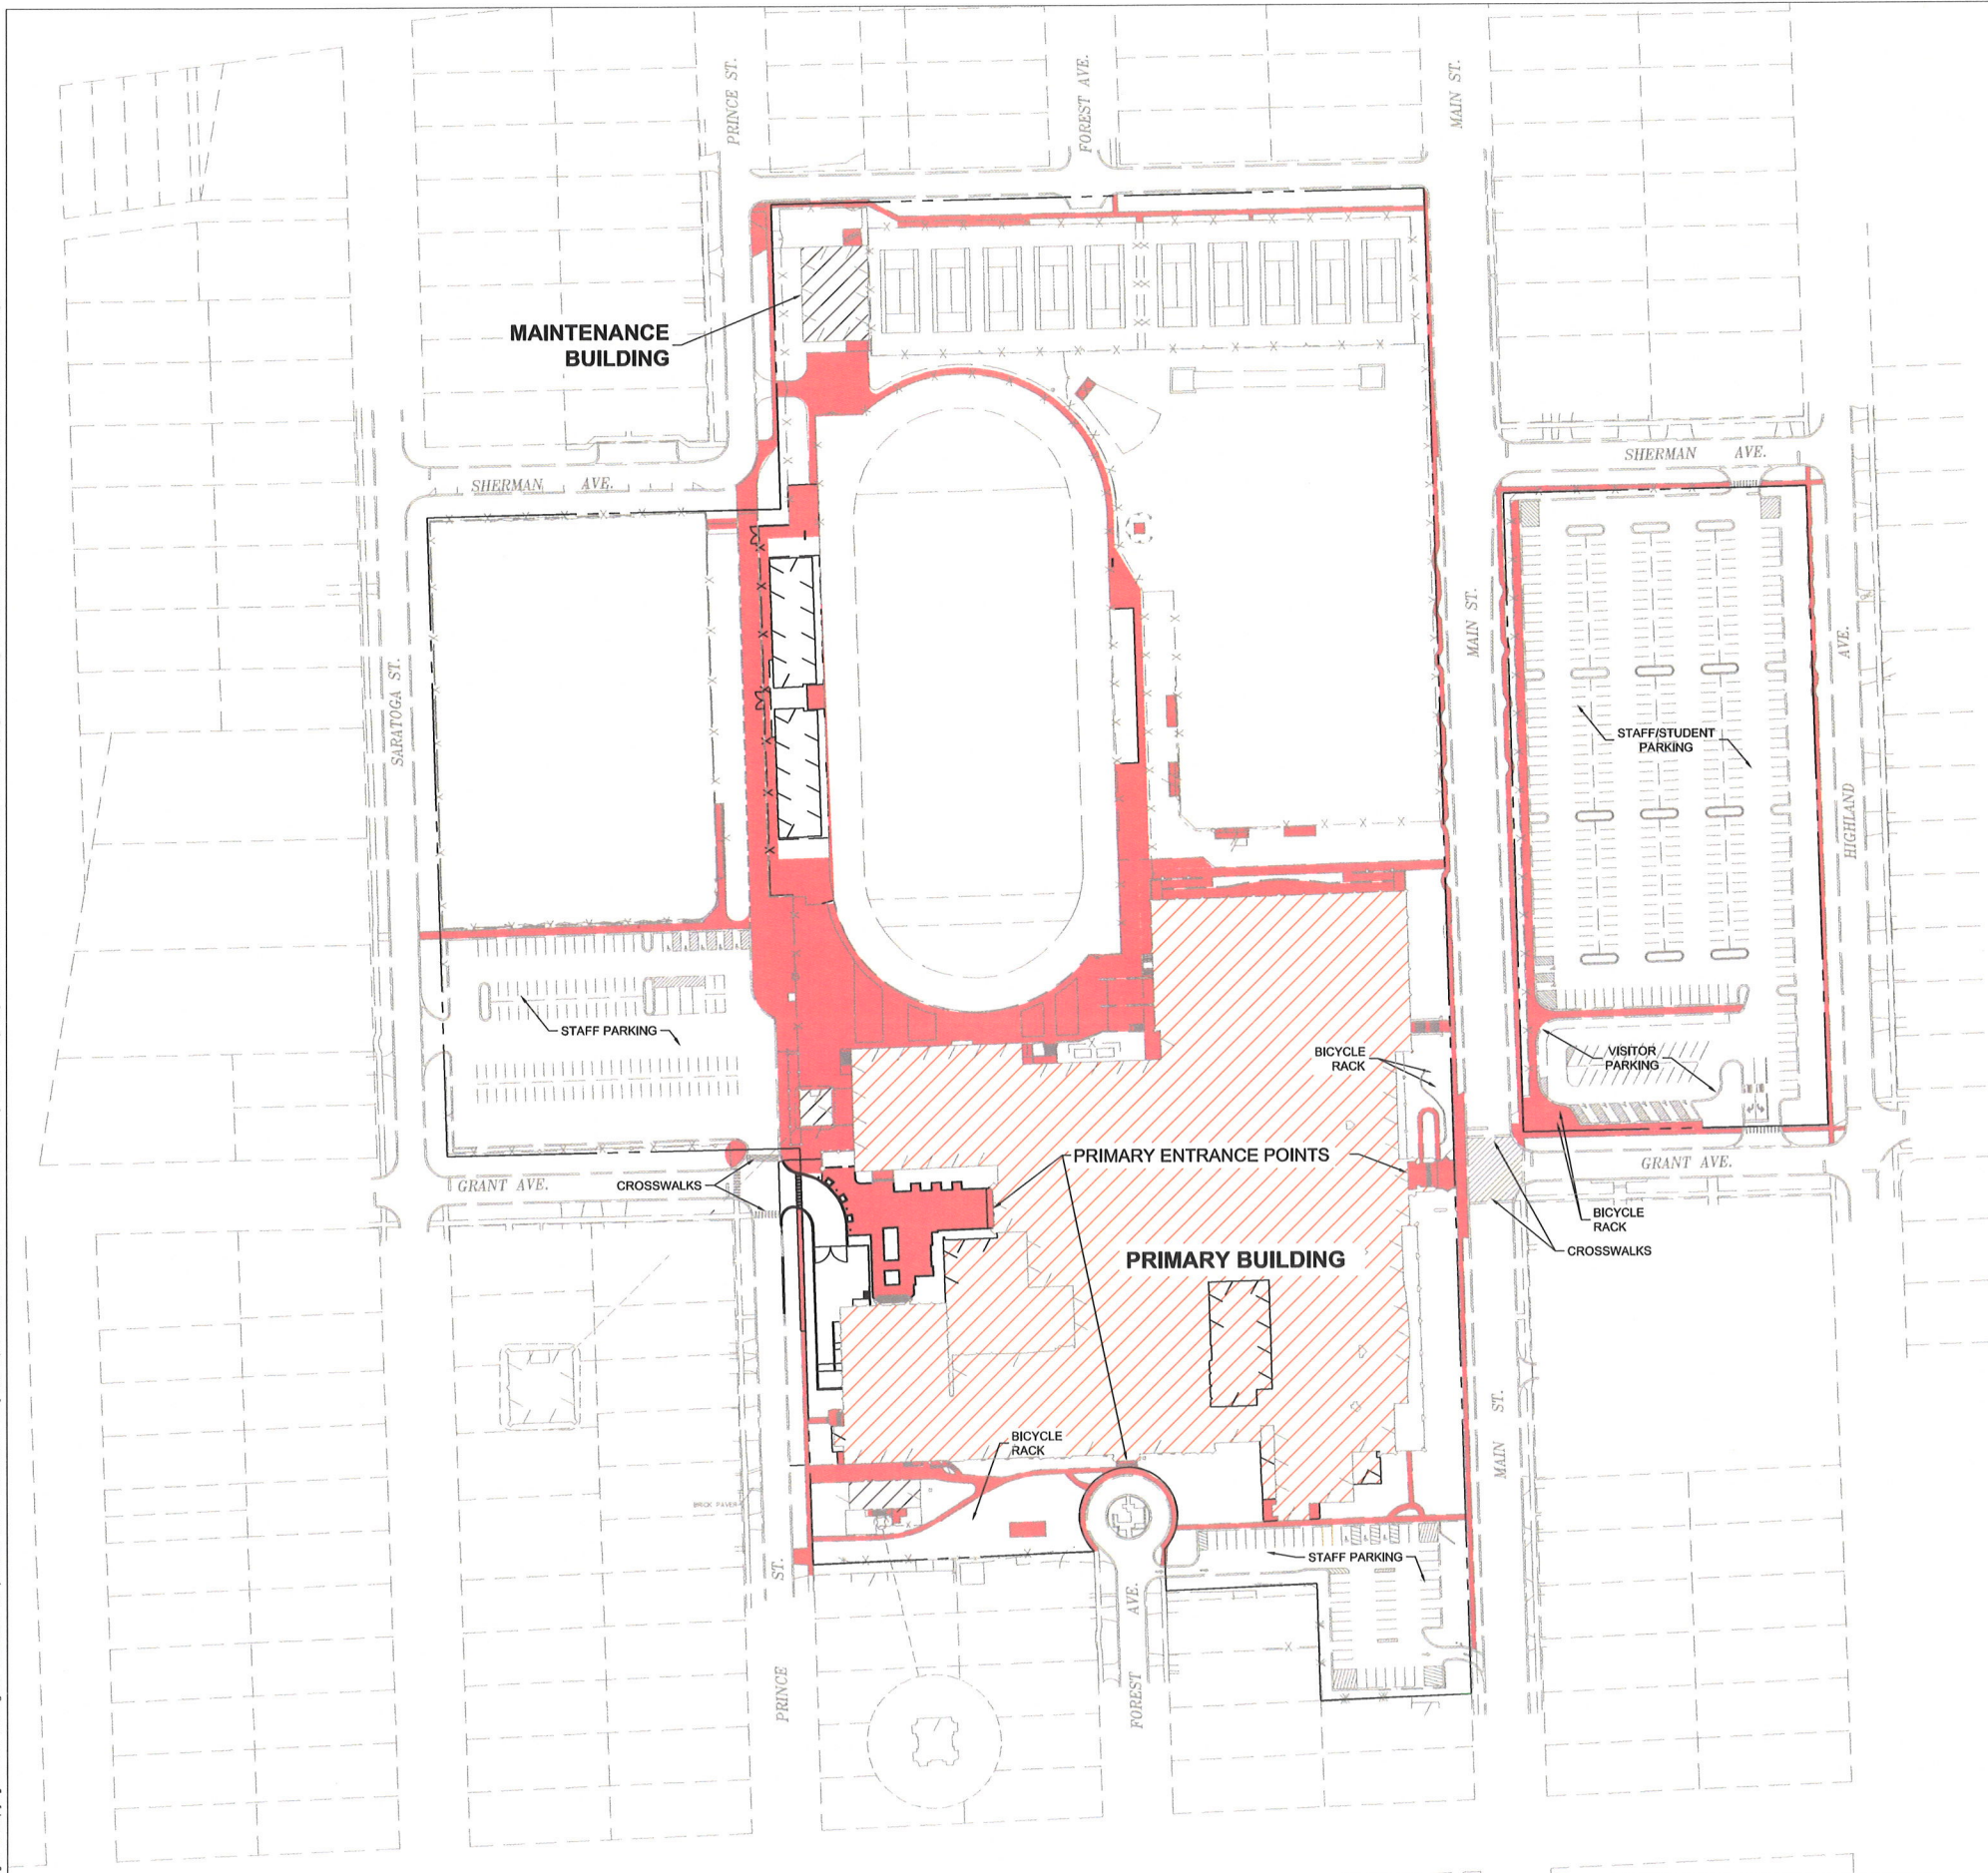 PRINCE ST.
FOREST AVE.
MAIN ST.
MAINTENANCE
BUILDING
SHERMAN AVE.
SHERMAN AVE.
SARATOGA ST.
MAIN ST.
HIGHLAND AVE.
STAFF/STUDENT
PARKING
STAFF PARKING
BICYCLE
RACK
VISITOR
PARKING
PRIMARY ENTRANCE POINTS
GRANT AVE.
CROSSWALKS
GRANT AVE.
BICYCLE
RACK
CROSSWALKS
PRIMARY BUILDING
BICYCLE
RACK
BRICK PAVER
MAIN ST.
STAFF PARKING
PRINCE ST.
FOREST AVE.